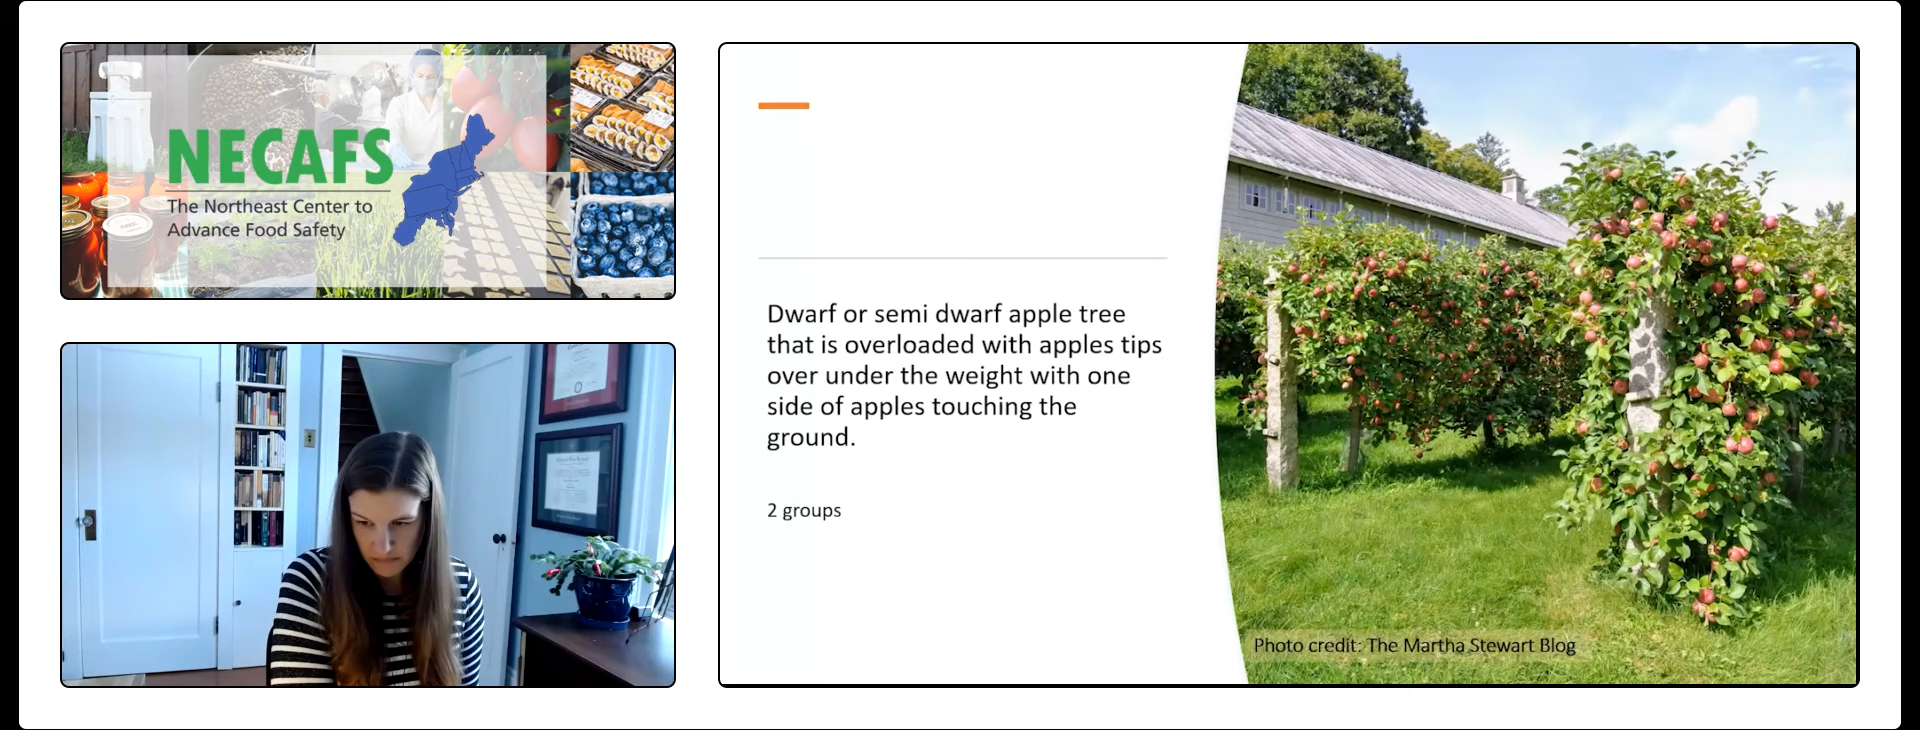 NECAFS
The Northeast Center to
Advance Food Safety
Dwarf or semi dwarf apple tree
that is overloaded with apples tips
over under the weight with one
side of apples touching the
ground.
2 groups
Photo credit: The Martha Stewart Blog